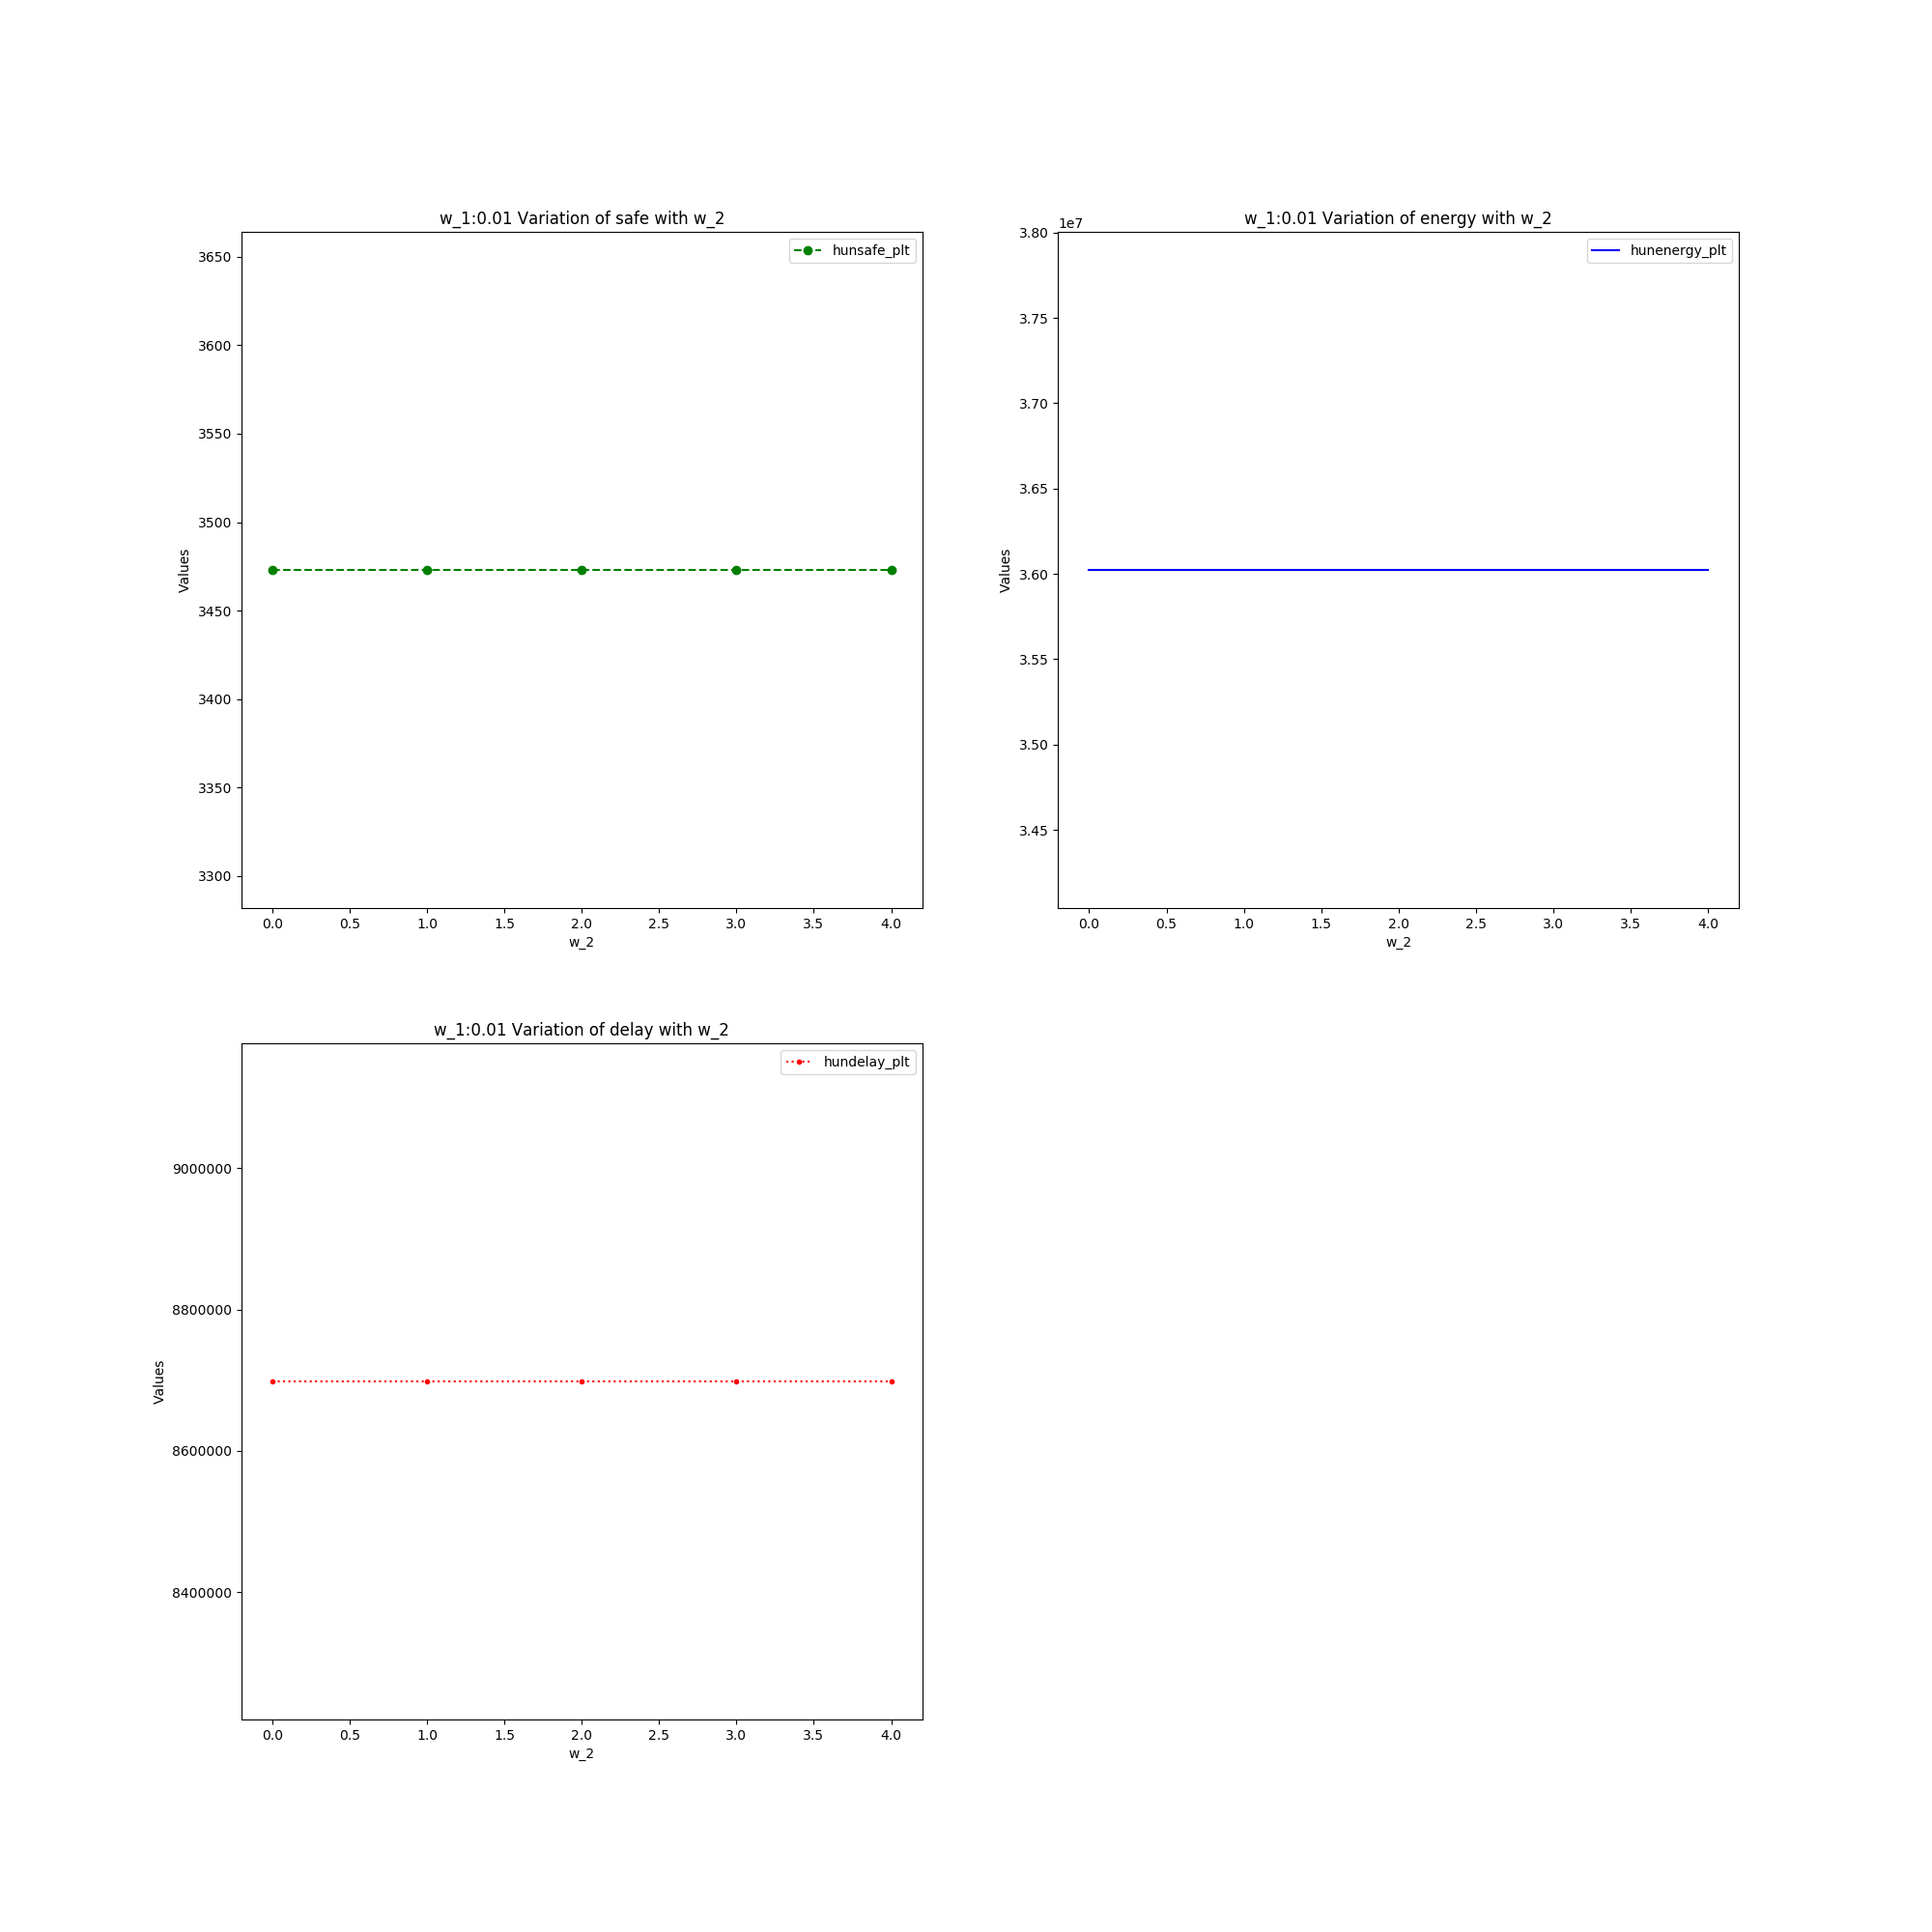 w_1:0.01 Variation of safe with w_2
hunsafe_plt
3650
3600
3550
3500
3450
3400
3350
3300
Values
0.0 0.5 1.0 1.5 2.0 2.5 3.0 3.5 4.0
w_2
w_1:0.01 Variation of energy with w_2
1e7
hunenergy_plt
3.80
3.75
3.70
3.65
3.60
3.55
3.50
3.45
Values
0.0 0.5 1.0 1.5 2.0 2.5 3.0 3.5 4.0
w_2
w_1:0.01 Variation of delay with w_2
hundelay_plt
9000000
8800000
8600000
8400000
Values
0.0 0.5 1.0 1.5 2.0 2.5 3.0 3.5 4.0
w_2